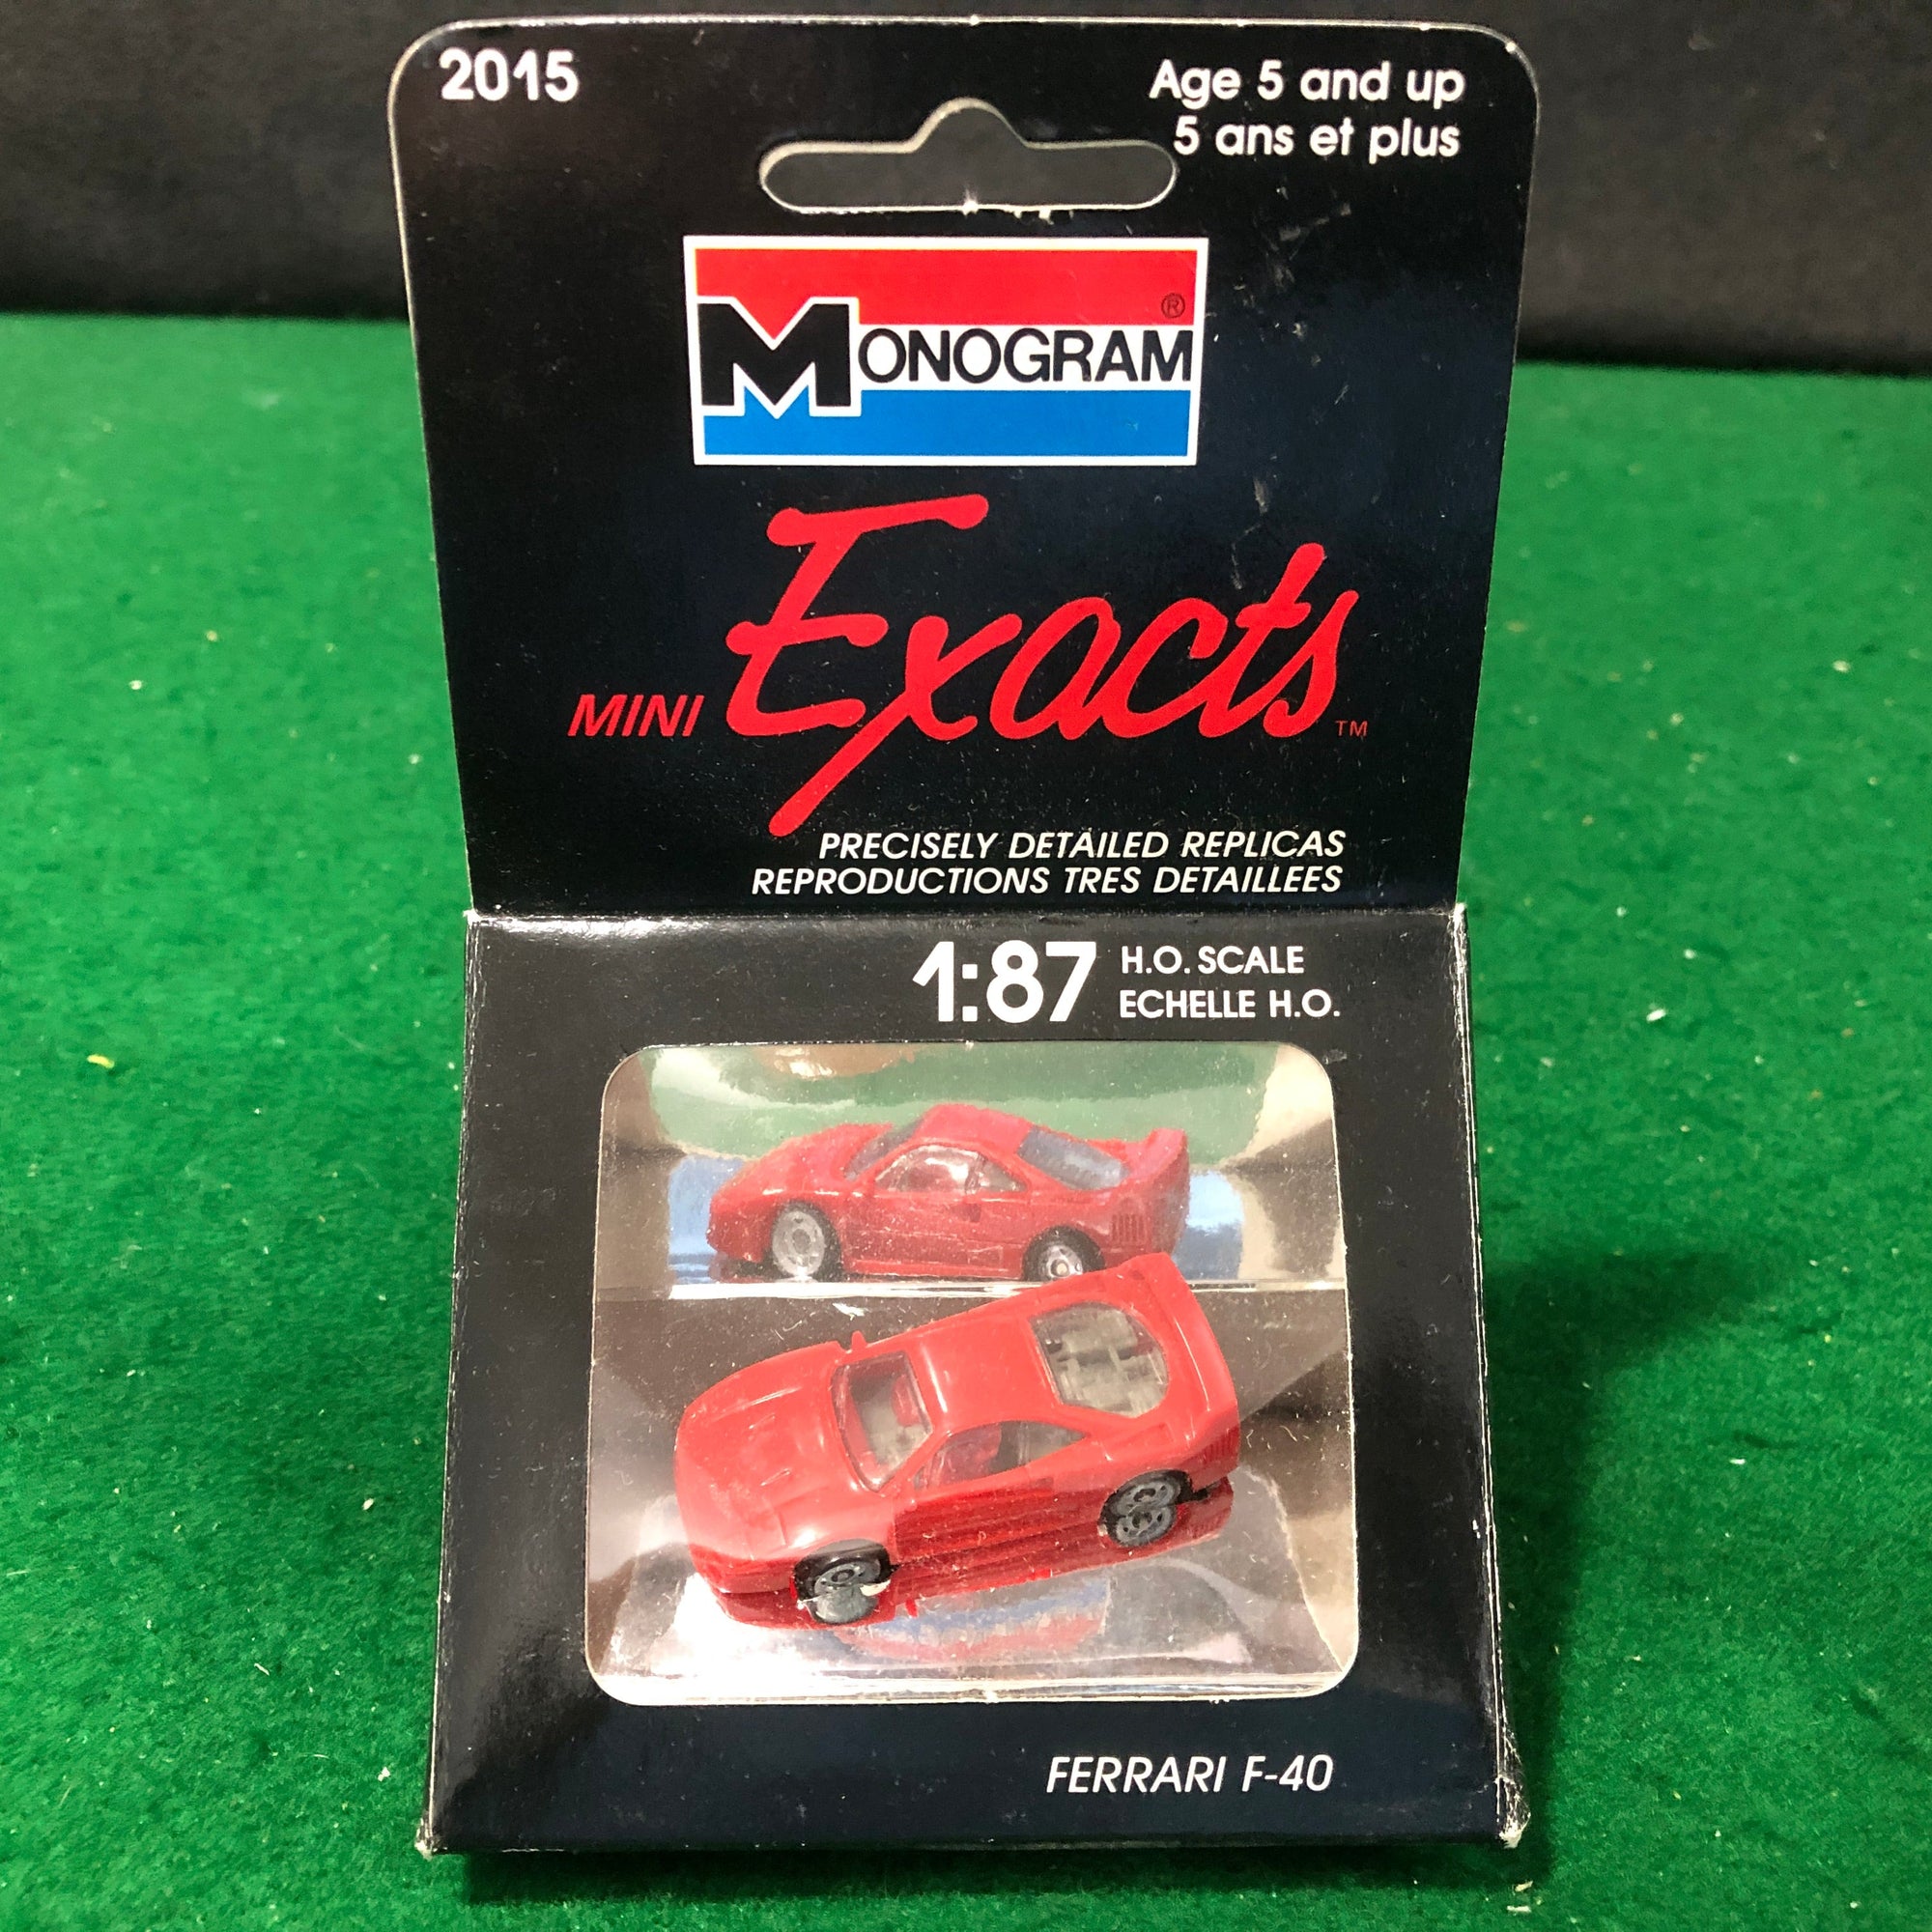 2015
Age 5 and up
5 ans et plus
MONOGRAM®
MINI Exacts™
PRECISELY DETAILED REPLICAS
REPRODUCTIONS TRES DETAILLEES
1:87 H.O. SCALE
ECHELLE H.O.
FERRARI F-40